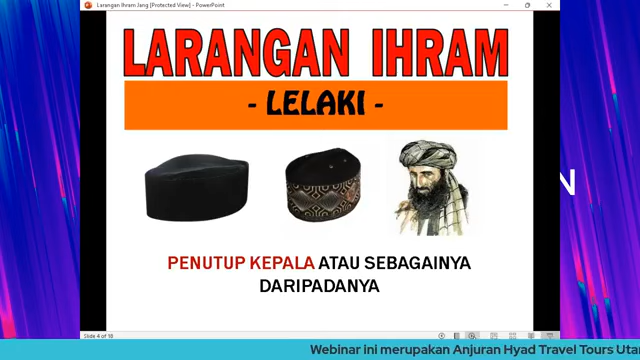 Larangan Ihram Jang [Protected View] - PowerPoint
LARANGAN IHRAM
- LELAKI -
N
PENUTUP KEPALA ATAU SEBAGAINYA
DARIPADANYA
Slide 4 of 18
Webinar ini merupakan Anjuran Hyad Travel Tours Uta